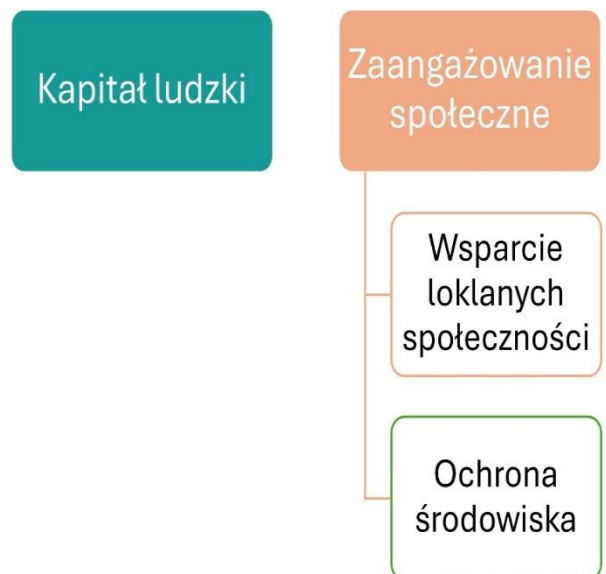 Kapitał ludzki
Zaangażowanie
społeczne
Wsparcie
loklanych
społeczności
Ochrona
środowiska